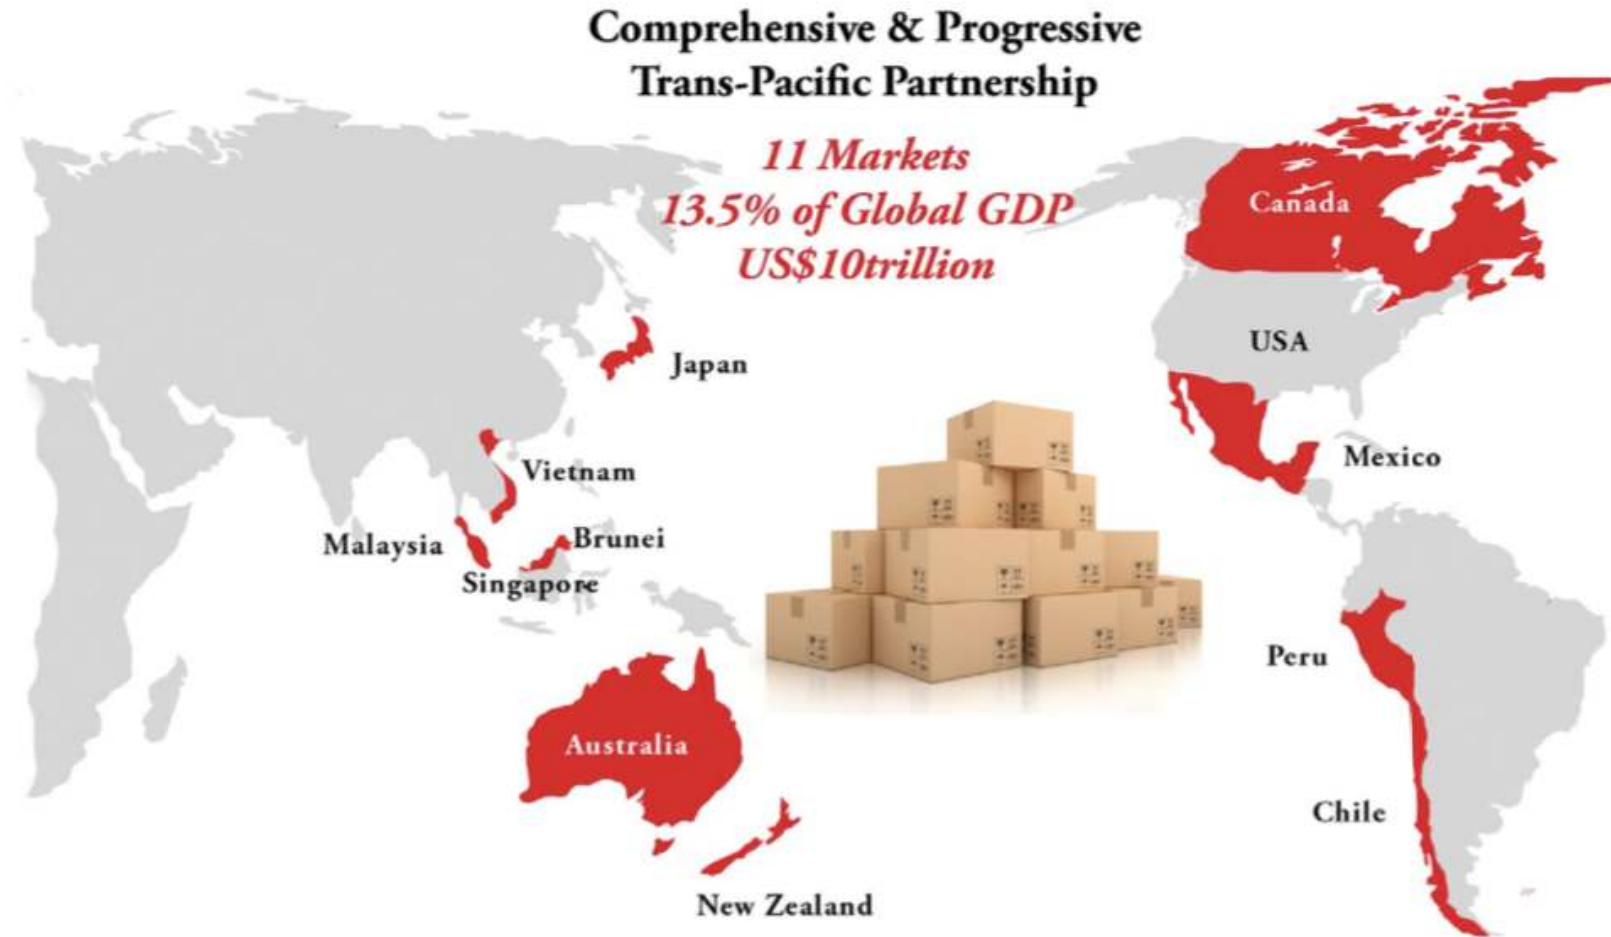 Comprehensive & Progressive
Trans-Pacific Partnership
11 Markets
13.5% of Global GDP
US$10trillion
Canada
USA
Japan
Mexico
Vietnam
Malaysia
Brunei
Singapore
Peru
Australia
Chile
New Zealand